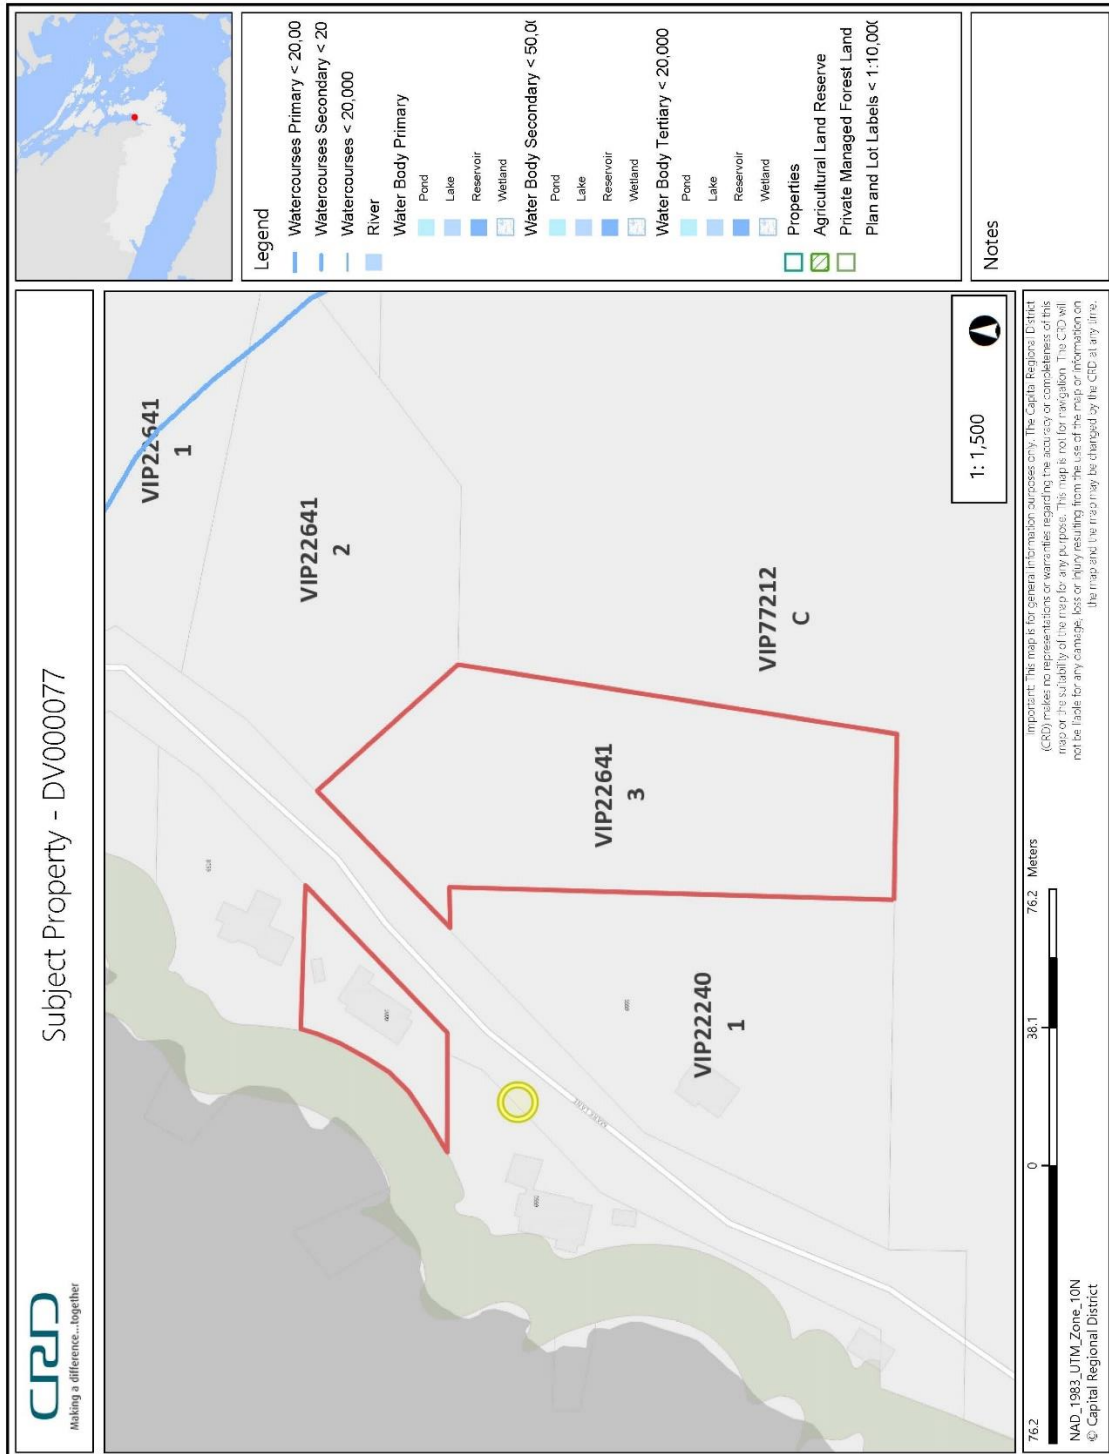 CRD
Making a difference...together
Subject Property - DV000077
VIP22641
1
VIP22641
2
VIP22641
3
VIP77212
C
VIP22240
1
1: 1,500
Legend
Watercourses Primary < 20,00
Watercourses Secondary < 20
Watercourses < 20,000
River
Water Body Primary
Pond
Lake
Reservoir
Wetland
Water Body Secondary < 50,0(
Pond
Lake
Reservoir
Wetland
Water Body Tertiary < 20,000
Pond
Lake
Reservoir
Wetland
Properties
Agricultural Land Reserve
Private Managed Forest Land
Plan and Lot Labels < 1:10,00(
Notes
76.2
0
38.1
76.2 Meters
NAD_1983_UTM_Zone_10N
© Capital Regional District
Important: This map is for general information purposes only. The Capital Regional District
(CRD) makes no representations or warranties regarding the accuracy or completeness of this
map or the suitability of the map for any purpose. This map is not for navigation. The CRD will
not be liable for any damage, loss or injury resulting from the use of the map or information on
the map and the map may be changed by the CRD at any time.